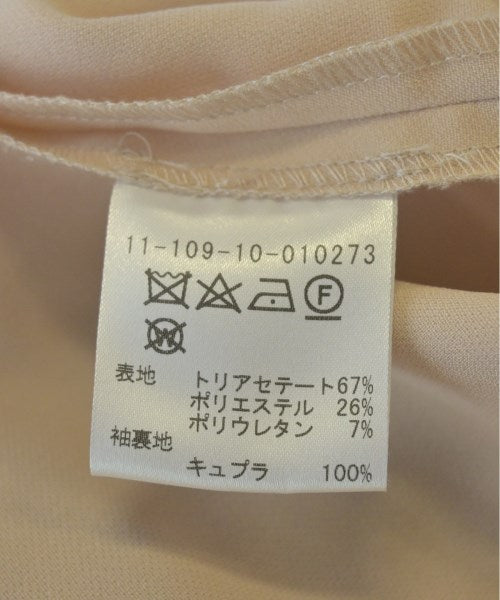 11-109-10-010273
F
W
表地 トリアセテート67%
ポリエステル 26%
ポリウレタン 7%
袖裏地
キュプラ 100%